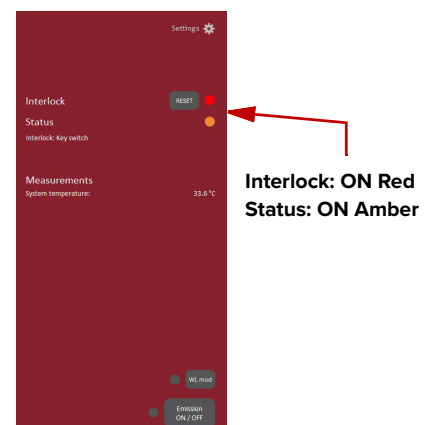 Settings
Interlock
RESET
Status
Interlock: Key switch
Measurements
System temperature: 33.6 °C
Interlock: ON Red
Status: ON Amber
WL mod
Emission
ON / OFF